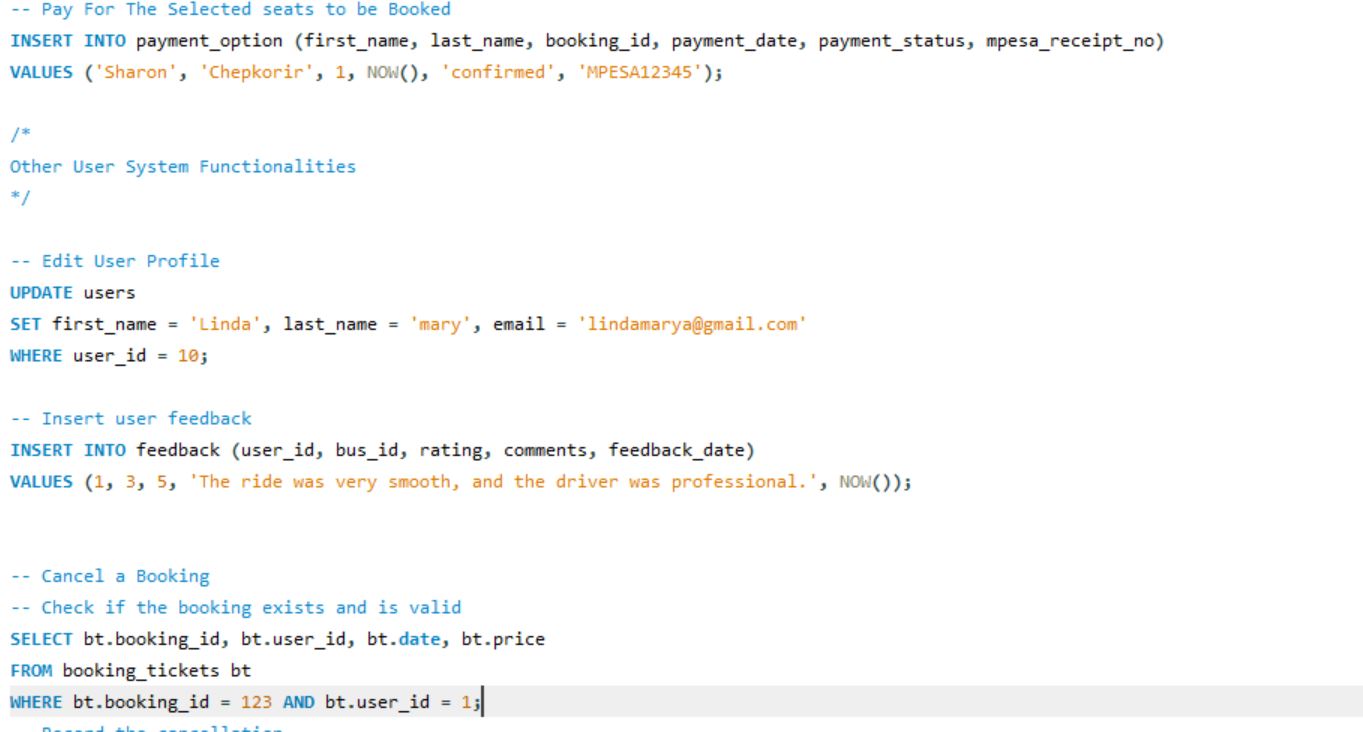 -- Pay For The Selected seats to be Booked
INSERT INTO payment_option (first_name, last_name, booking_id, payment_date, payment_status, mpesa_receipt_no)
VALUES ('Sharon', 'Chepkorir', 1, NOW(), 'confirmed', 'MPESA12345');
/*
Other User System Functionalities
*/
-- Edit User Profile
UPDATE users
SET first_name = 'Linda', last_name = 'mary', email = 'lindamarya@gmail.com'
WHERE user_id = 10;
-- Insert user feedback
INSERT INTO feedback (user_id, bus_id, rating, comments, feedback_date)
VALUES (1, 3, 5, 'The ride was very smooth, and the driver was professional.', NOW());
-- Cancel a Booking
-- Check if the booking exists and is valid
SELECT bt.booking_id, bt.user_id, bt.date, bt.price
FROM booking_tickets bt
WHERE bt.booking_id = 123 AND bt.user_id = 1;
-- Record the cancellation